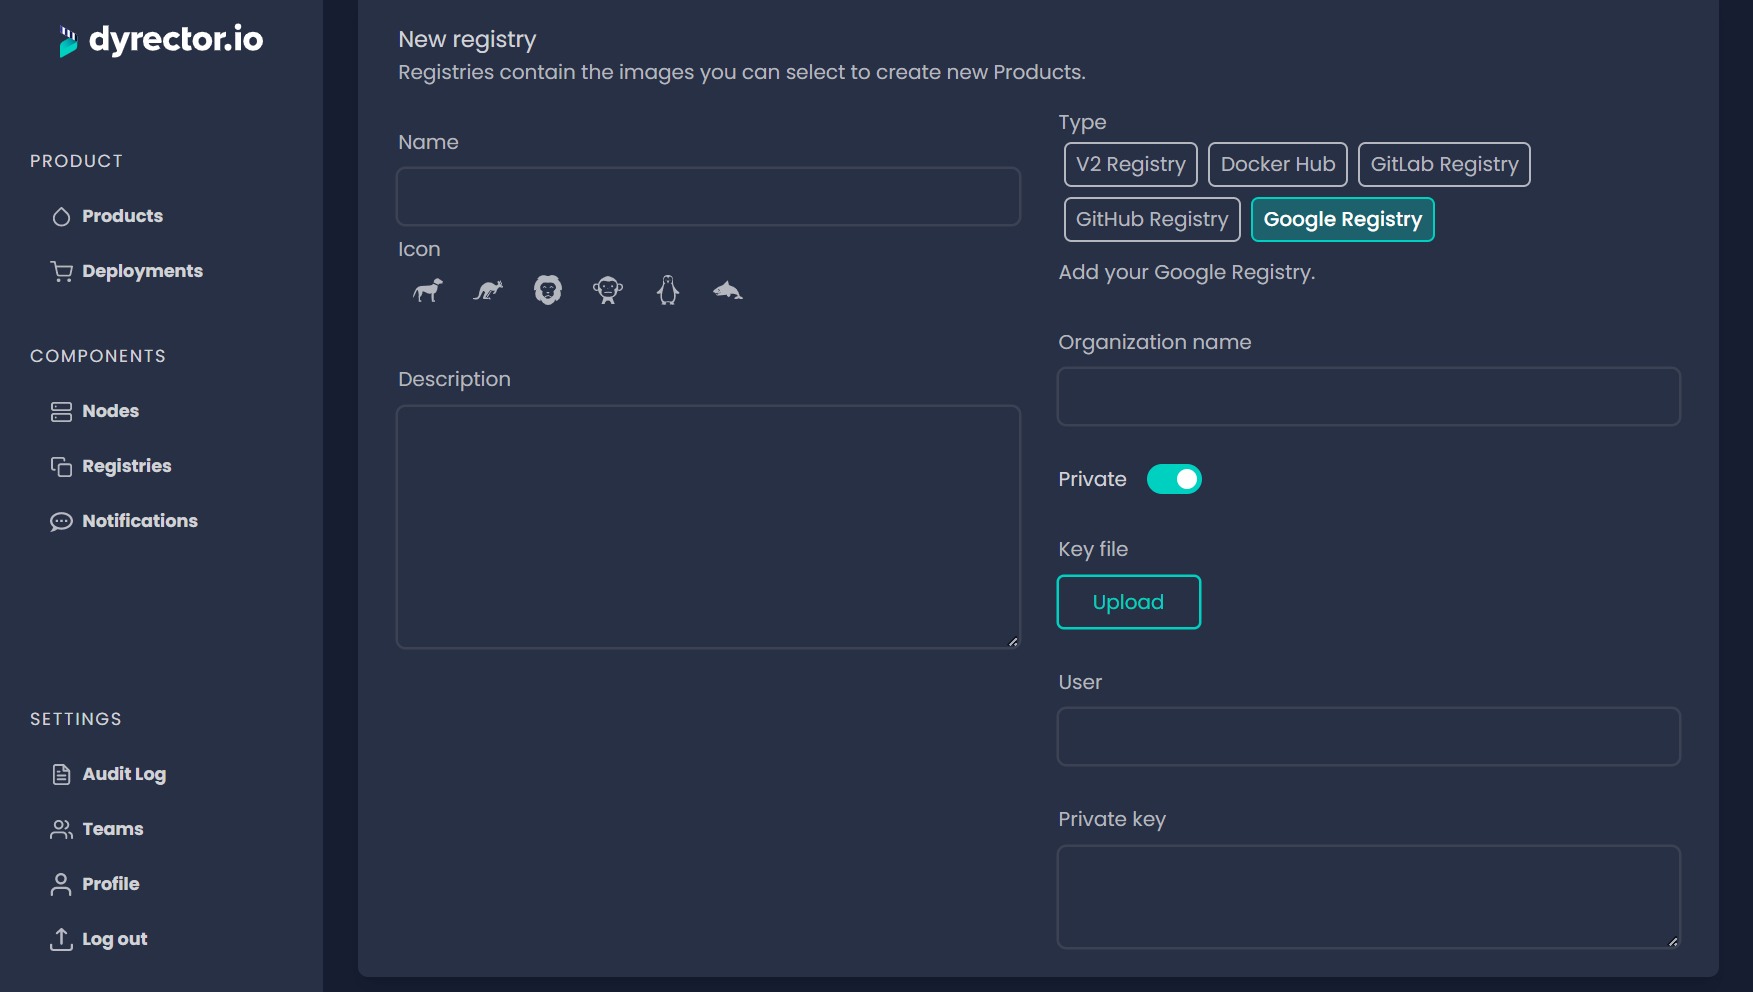 dyrector.io
PRODUCT
Products
Deployments
COMPONENTS
Nodes
Registries
Notifications
SETTINGS
Audit Log
Teams
Profile
Log out
New registry
Registries contain the images you can select to create new Products.
Name
Icon
Description
Type
V2 Registry Docker Hub GitLab Registry
GitHub Registry Google Registry
Add your Google Registry.
Organization name
Private
Key file
Upload
User
Private key